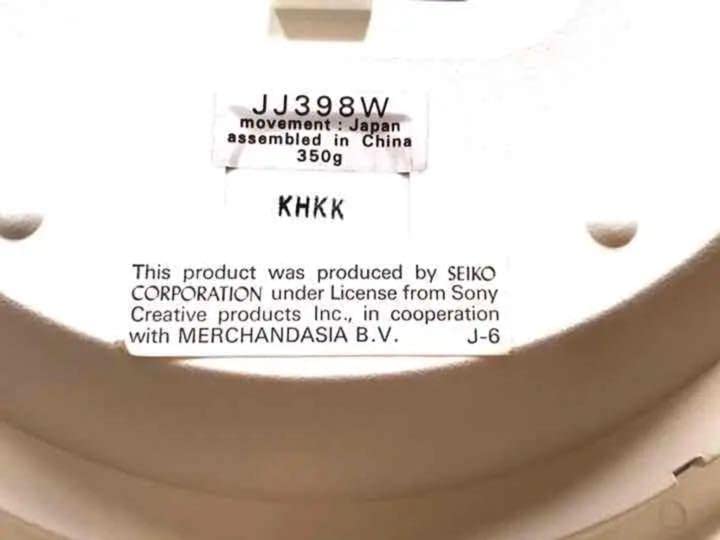 JJ398W
movement : Japan
assembled in China
350g
KHKK
This product was produced by SEIKO
CORPORATION under License from Sony
Creative products Inc., in cooperation
with MERCHANDASIA B.V. J-6